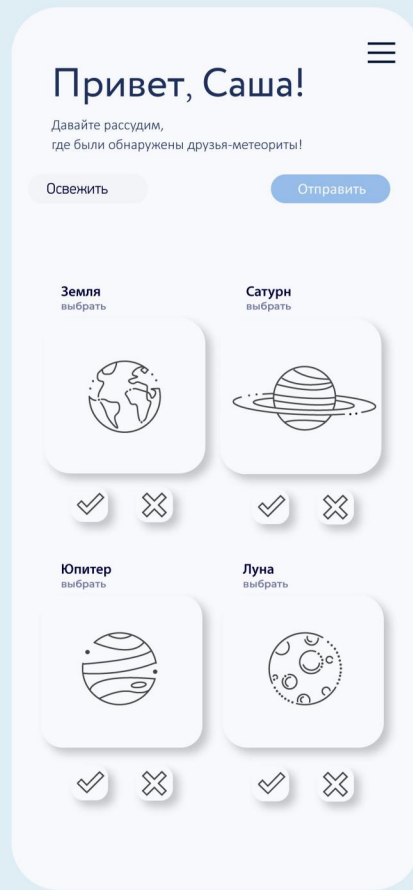 Привет, Саша!
Давайте рассудим,
где были обнаружены друзья-метеориты!
Освежить
Отправить
Земля
выбрать
Сатурн
выбрать
Юпитер
выбрать
Луна
выбрать